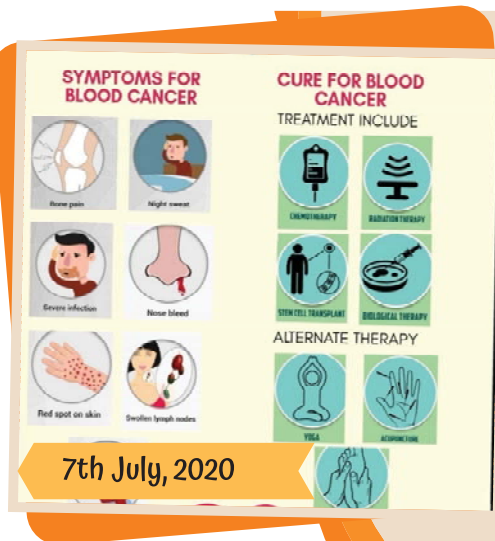 SYMPTOMS FOR
BLOOD CANCER
Bone pain
Night sweat
Severe infection
Nose bleed
Red spot on skin
Swollen lymph nodes
CURE FOR BLOOD
CANCER
TREATMENT INCLUDE
CHEMOTHERAPY
RADIATION THERAPY
STEM CELL TRANSPLANT
BIOLOGICAL THERAPY
ALTERNATE THERAPY
YOGA
ACUPUNCTURE
7th July, 2020